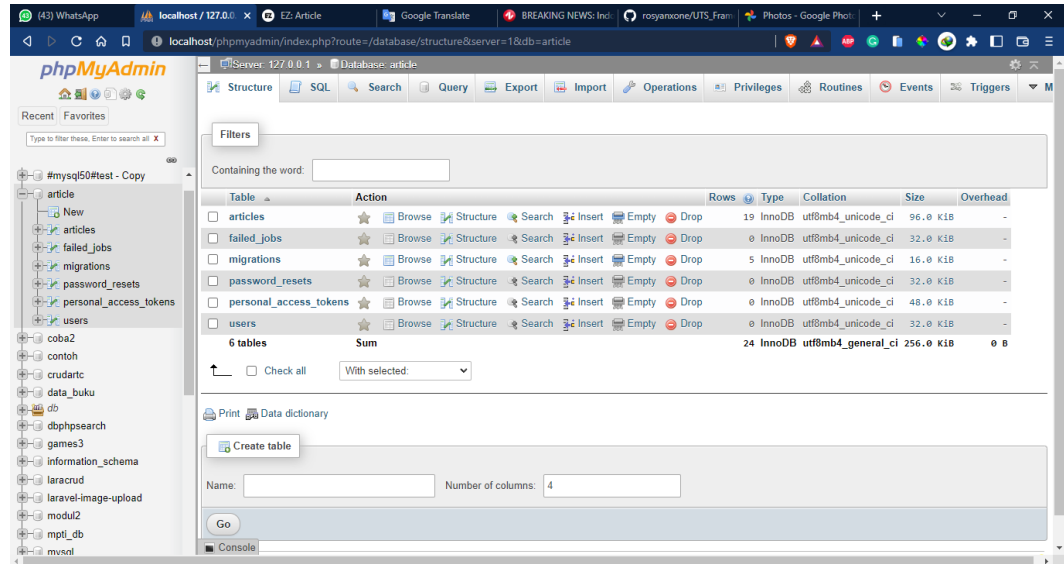 (43) WhatsApp
localhost / 127.0.0.
EZ: Article
Google Translate
BREAKING NEWS: Ind
rosyanxone/UTS_Fram
Photos - Google Phot
localhost/phpmyadmin/index.php?route=/database/structure&server=1&db=article
phpMyAdmin
Recent Favorites
Type to filter these, Enter to search all X
#mysql50#test - Copy
article
New
articles
failed_jobs
migrations
password_resets
personal_access_tokens
users
coba2
contoh
crudartc
data_buku
db
dbphpsearch
games3
information_schema
laracrud
laravel-image-upload
modul2
mpti_db
mysql
Server: 127.0.0.1 » Database: article
Structure SQL Search Query Export Import Operations Privileges Routines Events Triggers M
Filters
Containing the word:
Table Action Rows Type Collation Size Overhead
articles Browse Structure Search Insert Empty Drop 19 InnoDB utf8mb4_unicode_ci 96.0 KiB -
failed_jobs Browse Structure Search Insert Empty Drop 0 InnoDB utf8mb4_unicode_ci 32.0 KiB -
migrations Browse Structure Search Insert Empty Drop 5 InnoDB utf8mb4_unicode_ci 16.0 KiB -
password_resets Browse Structure Search Insert Empty Drop 0 InnoDB utf8mb4_unicode_ci 32.0 KiB -
personal_access_tokens Browse Structure Search Insert Empty Drop 0 InnoDB utf8mb4_unicode_ci 48.0 KiB -
users Browse Structure Search Insert Empty Drop 0 InnoDB utf8mb4_unicode_ci 32.0 KiB -
6 tables Sum 24 InnoDB utf8mb4_general_ci 256.0 KiB 0 B
Check all With selected:
Print Data dictionary
Create table
Name: Number of columns: 4
Go
Console